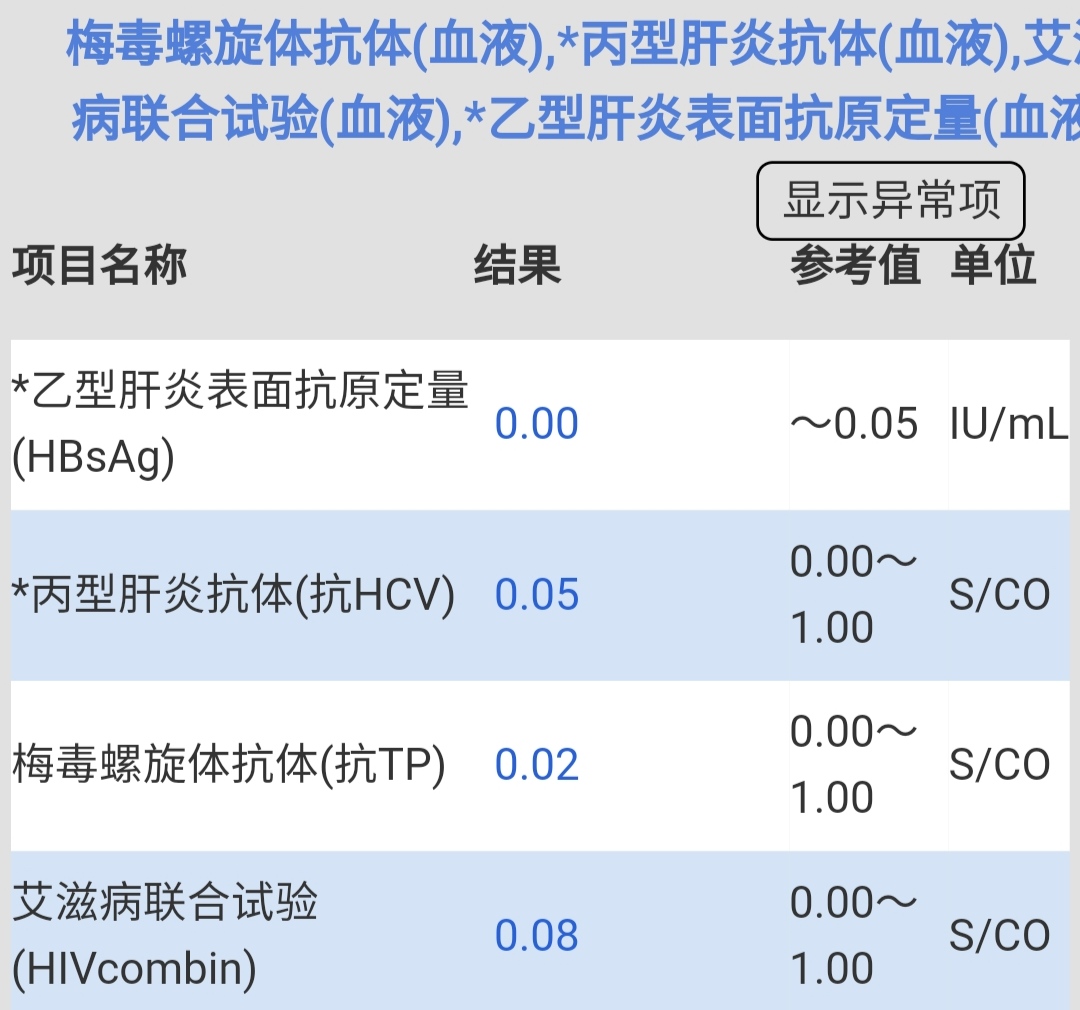 梅毒螺旋体抗体(血液),*丙型肝炎抗体(血液),艾
病联合试验(血液),*乙型肝炎表面抗原定量(血液
显示异常项
项目名称 结果 参考值 单位
*乙型肝炎表面抗原定量
(HBsAg) 0.00 ～0.05 IU/mL
*丙型肝炎抗体(抗HCV) 0.05 0.00～
1.00 S/CO
梅毒螺旋体抗体(抗TP) 0.02 0.00～
1.00 S/CO
艾滋病联合试验
(HIVcombin) 0.08 0.00～
1.00 S/CO